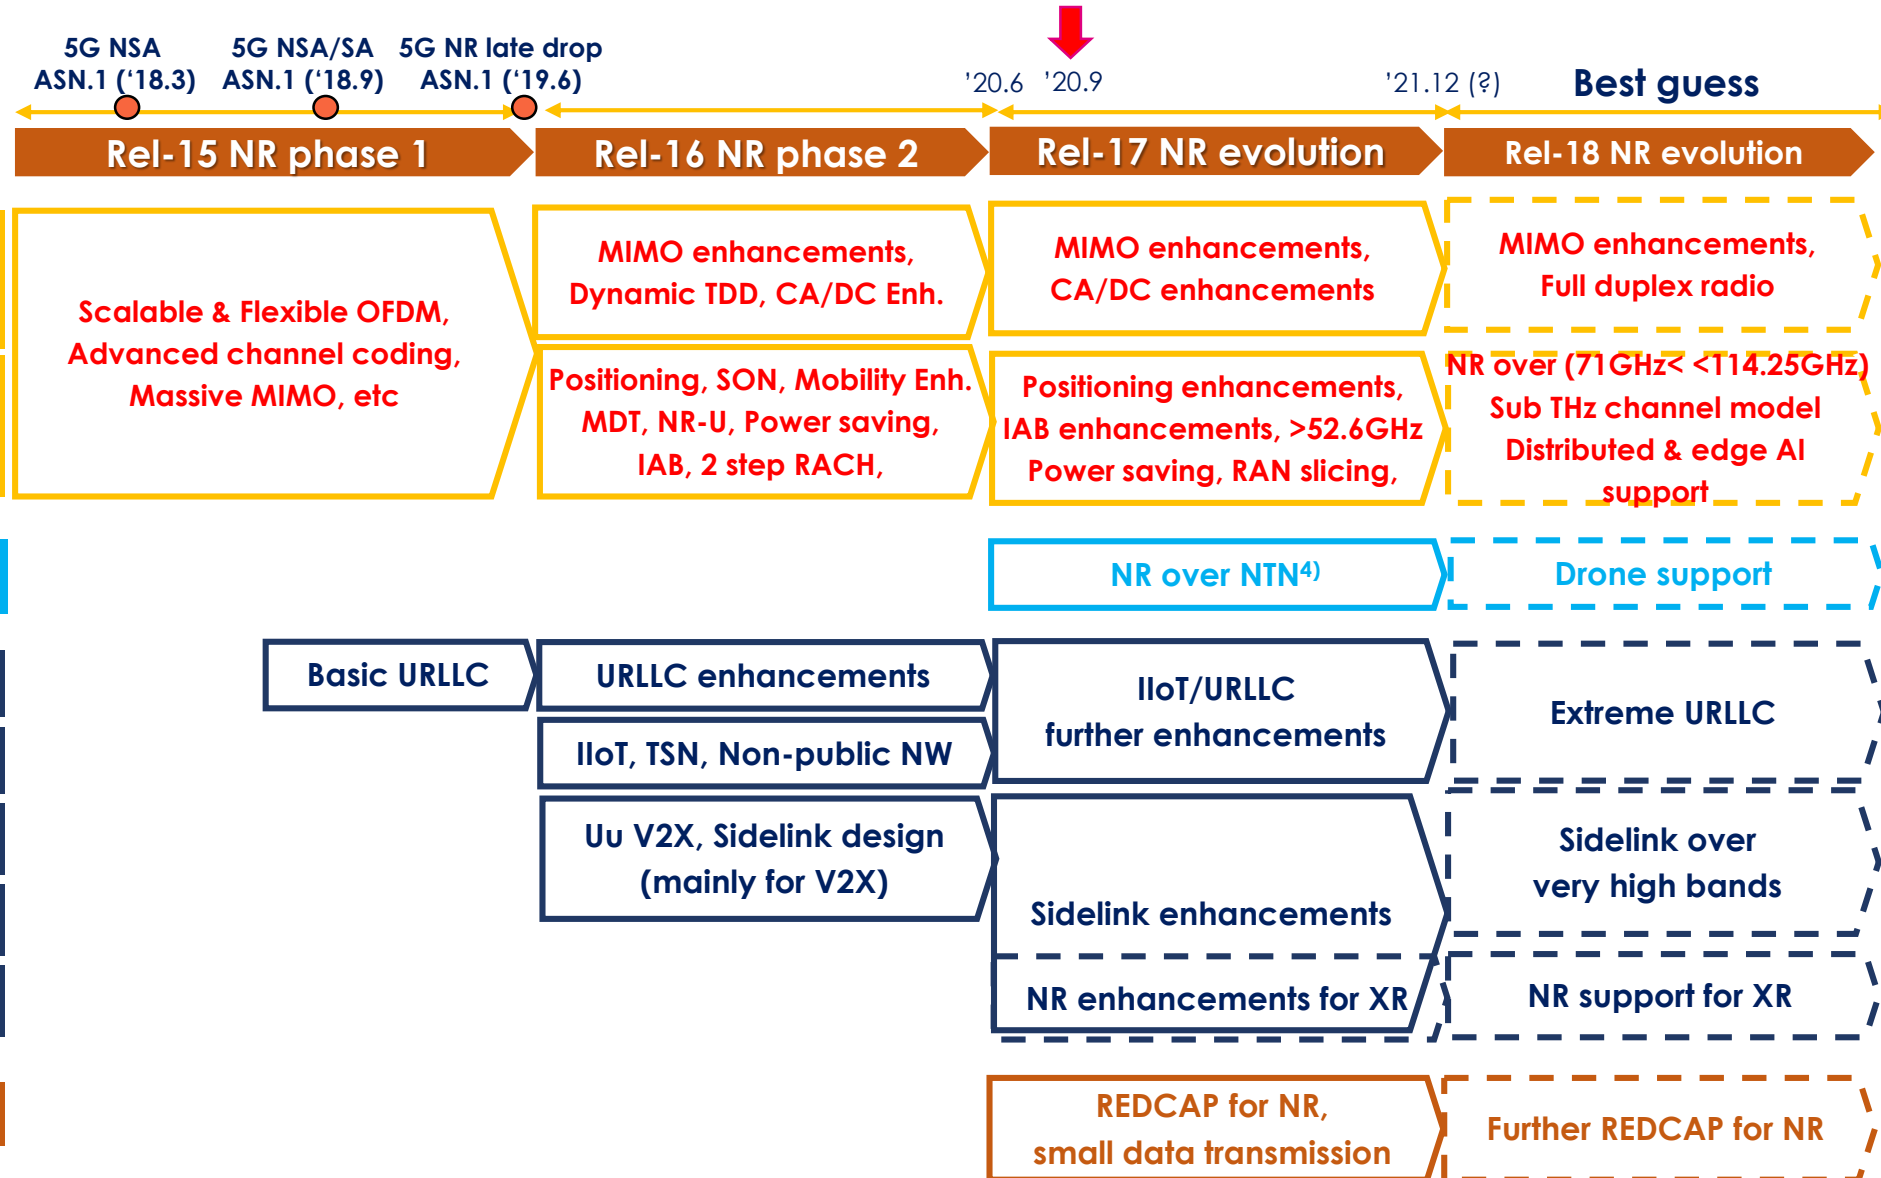 5G NSA
ASN.1 (‘18.3)
5G NSA/SA
ASN.1 (‘18.9)
5G NR late drop
ASN.1 (‘19.6)
’20.6
’20.9
’21.12 (?)
Best guess
Rel-15 NR phase 1
Rel-16 NR phase 2
Rel-17 NR evolution
Rel-18 NR evolution
Scalable & Flexible OFDM,
Advanced channel coding,
Massive MIMO, etc
MIMO enhancements,
Dynamic TDD, CA/DC Enh.
MIMO enhancements,
CA/DC enhancements
MIMO enhancements,
Full duplex radio
Positioning, SON, Mobility Enh.
MDT, NR-U, Power saving,
IAB, 2 step RACH,
Positioning enhancements,
IAB enhancements, >52.6GHz
Power saving, RAN slicing,
NR over (71GHz< <114.25GHz)
Sub THz channel model
Distributed & edge AI
support
NR over NTN4)
Drone support
Basic URLLC
URLLC enhancements
IIoT/URLLC
further enhancements
Extreme URLLC
IIoT, TSN, Non-public NW
Uu V2X, Sidelink design
(mainly for V2X)
Sidelink enhancements
Sidelink over
very high bands
NR enhancements for XR
NR support for XR
REDCAP for NR,
small data transmission
Further REDCAP for NR